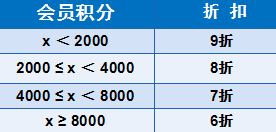 会员积分 折 扣
x ＜ 2000 9折
2000 ≤ x ＜ 4000 8折
4000 ≤ x ＜ 8000 7折
x ≥ 8000 6折